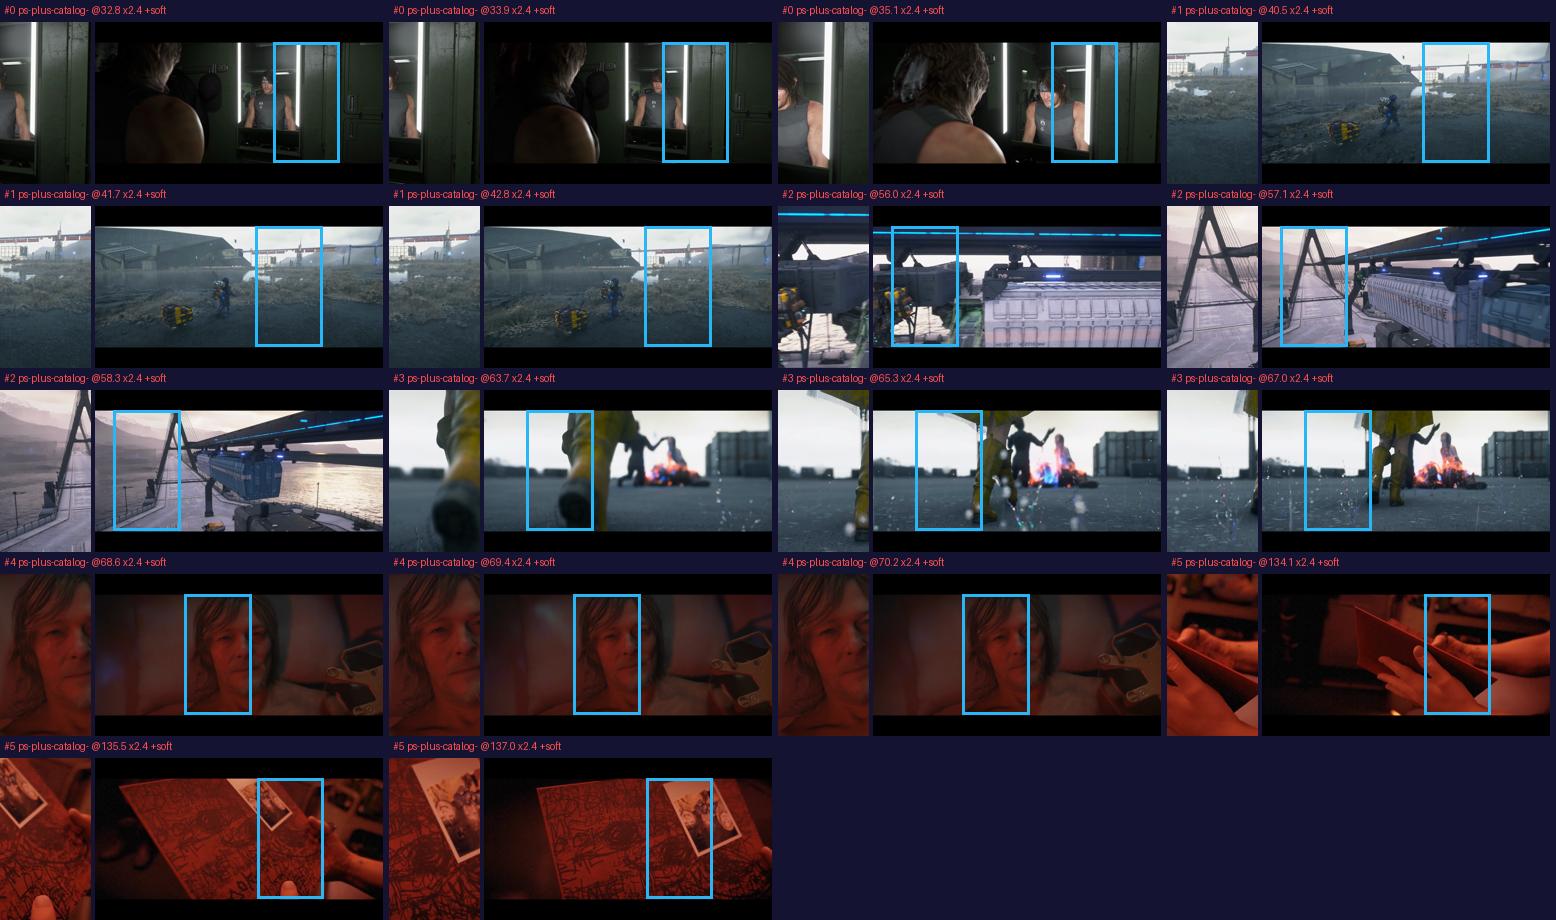 #0 ps-plus-catalog- @32.8 x2.4 +soft
#0 ps-plus-catalog- @33.9 x2.4 +soft
#0 ps-plus-catalog- @35.1 x2.4 +soft
#1 ps-plus-catalog- @40.5 x2.4 +soft
#1 ps-plus-catalog- @41.7 x2.4 +soft
#1 ps-plus-catalog- @42.8 x2.4 +soft
#2 ps-plus-catalog- @56.0 x2.4 +soft
#2 ps-plus-catalog- @57.1 x2.4 +soft
#2 ps-plus-catalog- @58.3 x2.4 +soft
#3 ps-plus-catalog- @63.7 x2.4 +soft
#3 ps-plus-catalog- @65.3 x2.4 +soft
#3 ps-plus-catalog- @67.0 x2.4 +soft
#4 ps-plus-catalog- @68.6 x2.4 +soft
#4 ps-plus-catalog- @69.4 x2.4 +soft
#4 ps-plus-catalog- @70.2 x2.4 +soft
#5 ps-plus-catalog- @134.1 x2.4 +soft
#5 ps-plus-catalog- @135.5 x2.4 +soft
#5 ps-plus-catalog- @137.0 x2.4 +soft